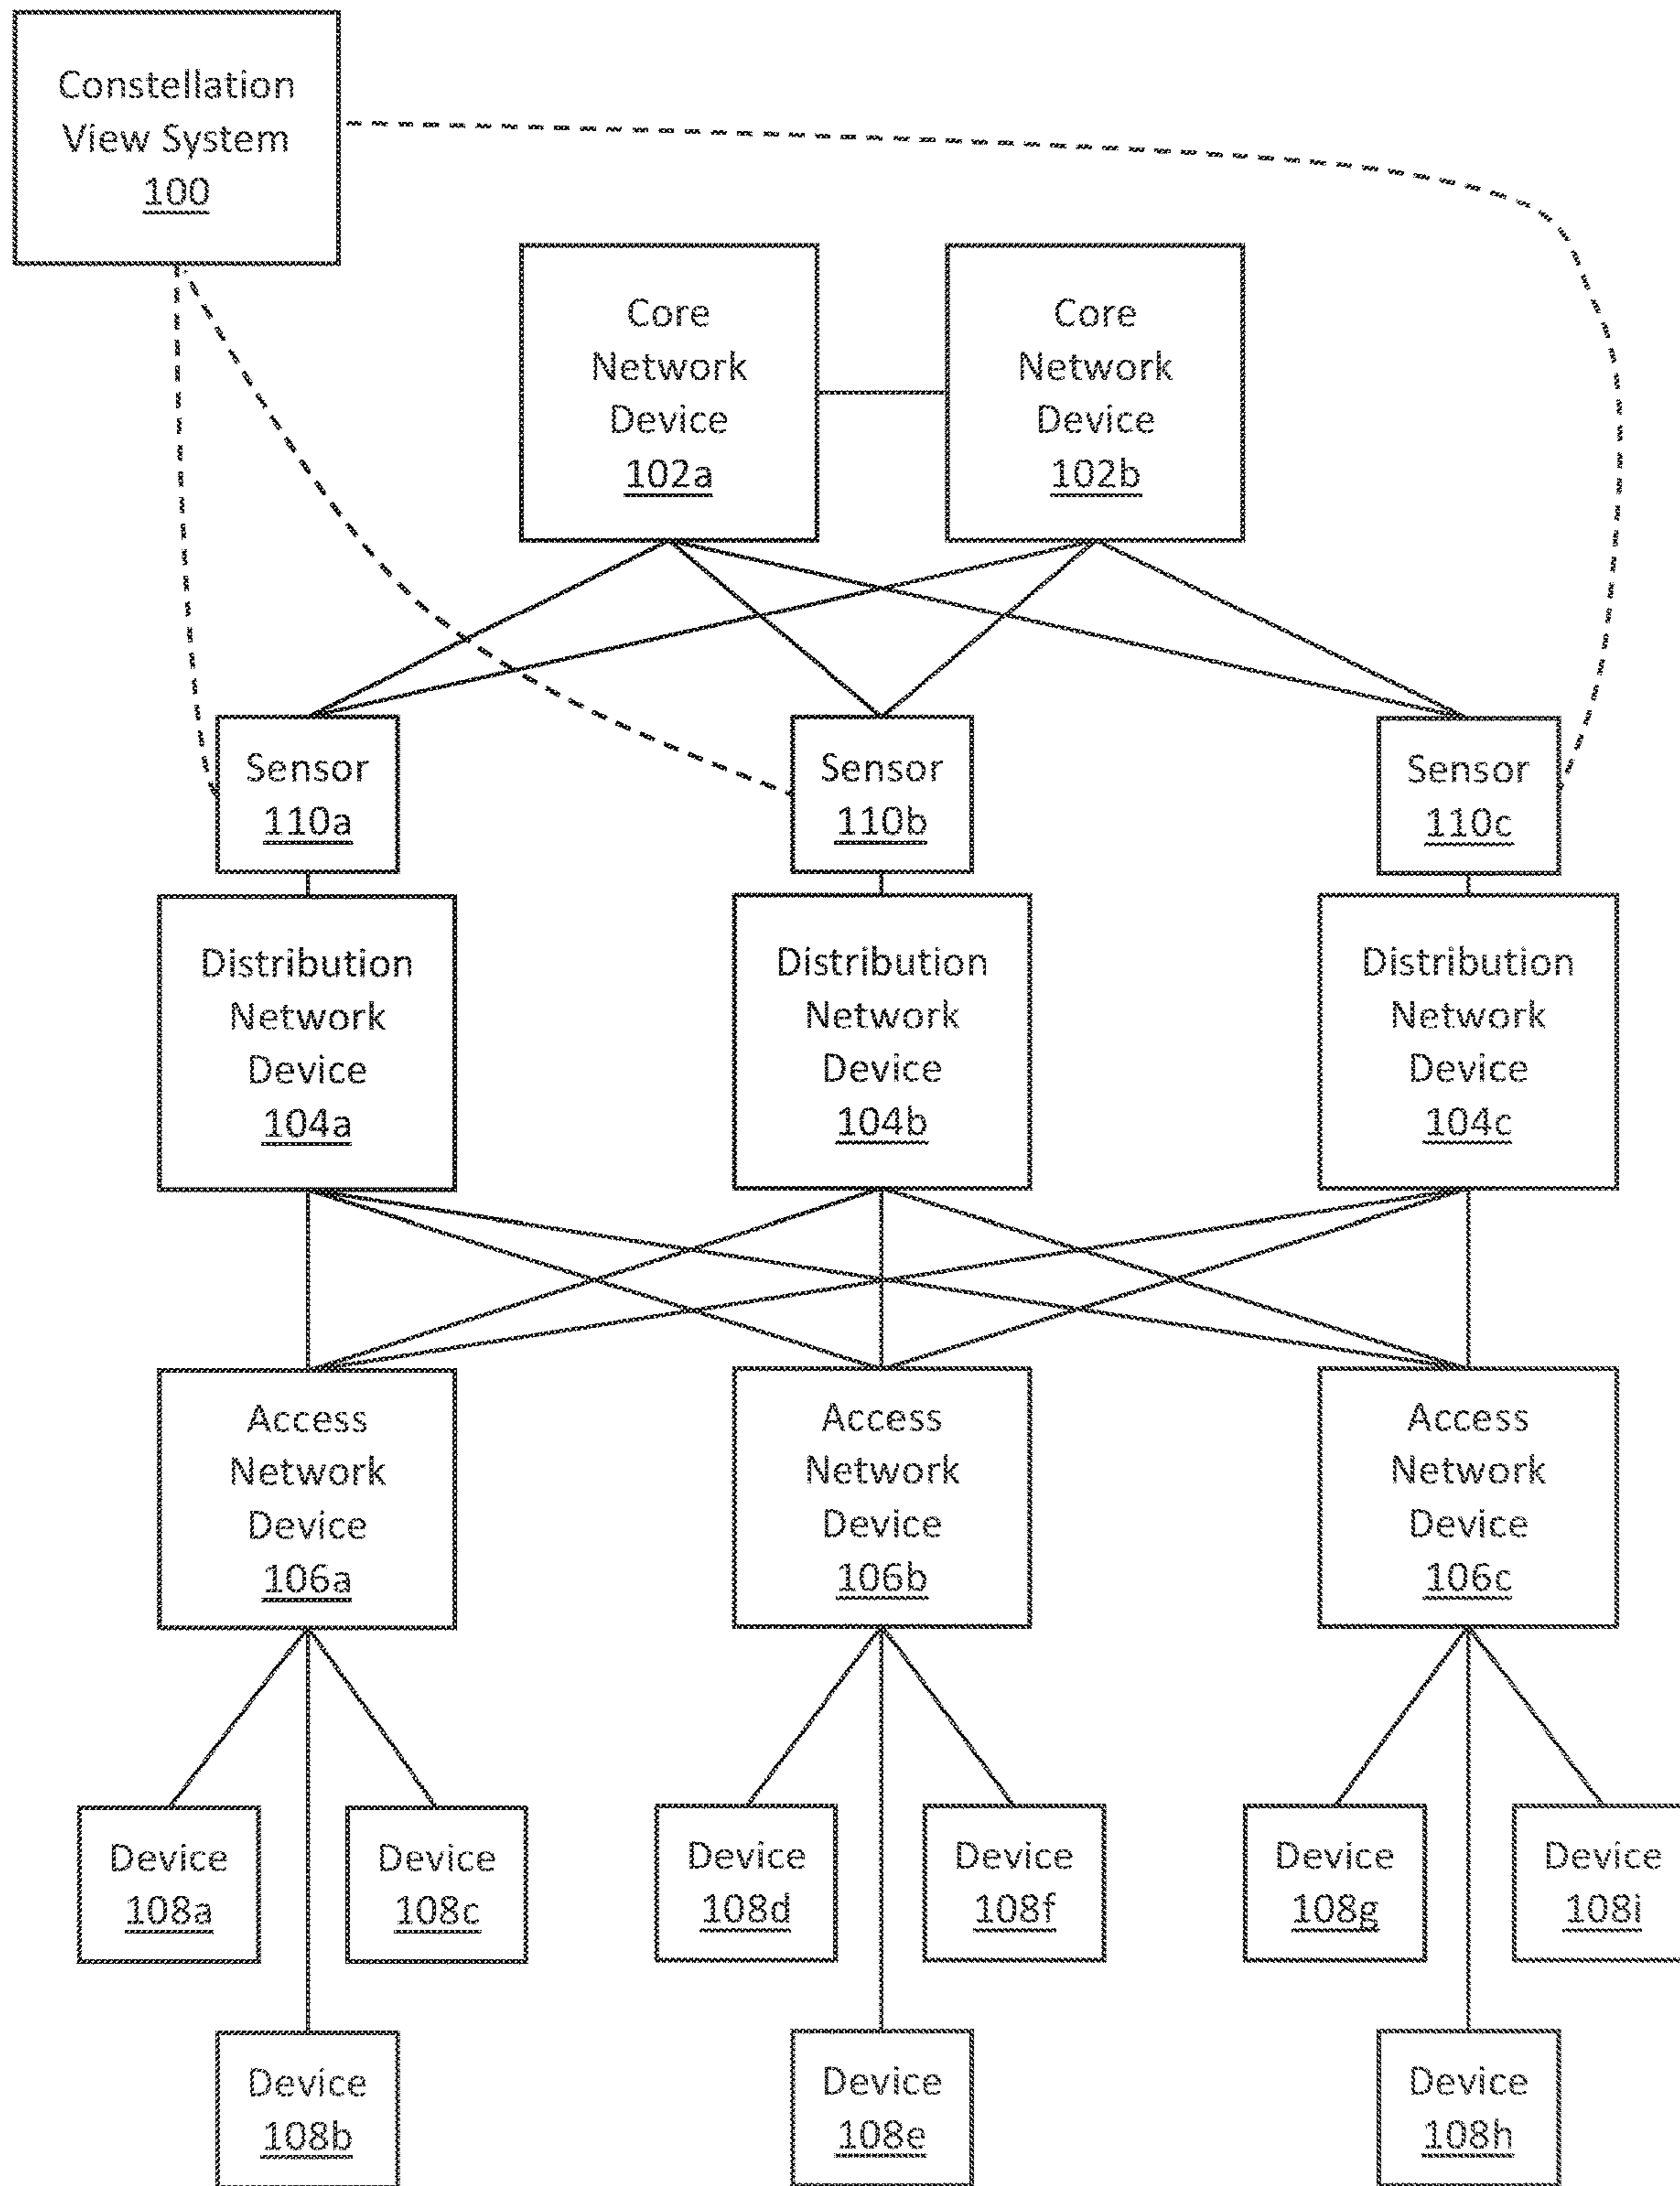 Constellation
View System
100
Core
Network
Device
102a
Core
Network
Device
102b
Sensor
110a
Sensor
110b
Sensor
110c
Distribution
Network
Device
104a
Distribution
Network
Device
104b
Distribution
Network
Device
104c
Access
Network
Device
106a
Access
Network
Device
106b
Access
Network
Device
106c
Device
108a
Device
108c
Device
108d
Device
108f
Device
108g
Device
108i
Device
108b
Device
108e
Device
108h